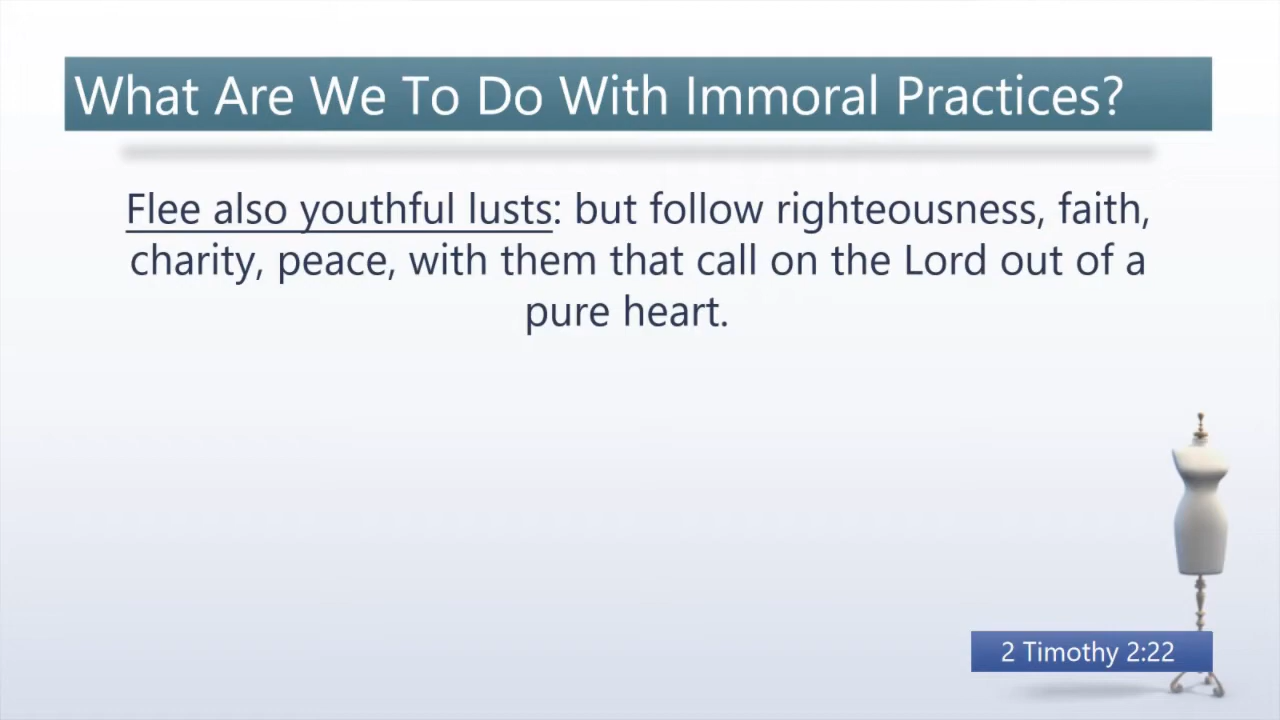 What Are We To Do With Immoral Practices?
Flee also youthful lusts: but follow righteousness, faith,
charity, peace, with them that call on the Lord out of a
pure heart.
2 Timothy 2:22